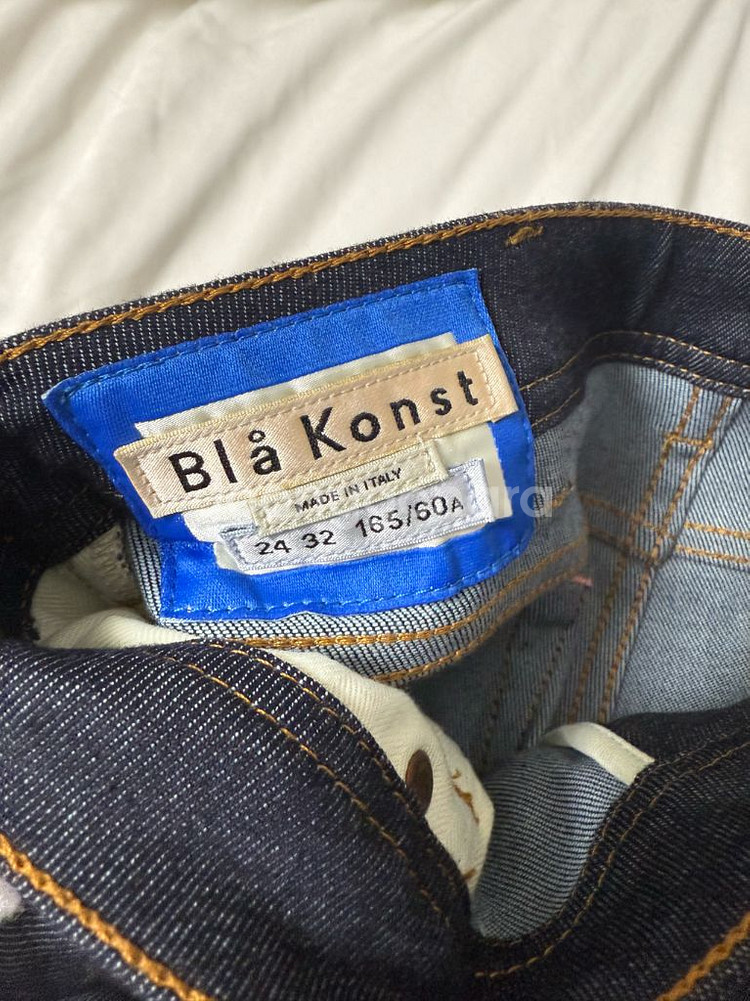 Blå Konst
MADE IN ITALY
24 32 165/60A